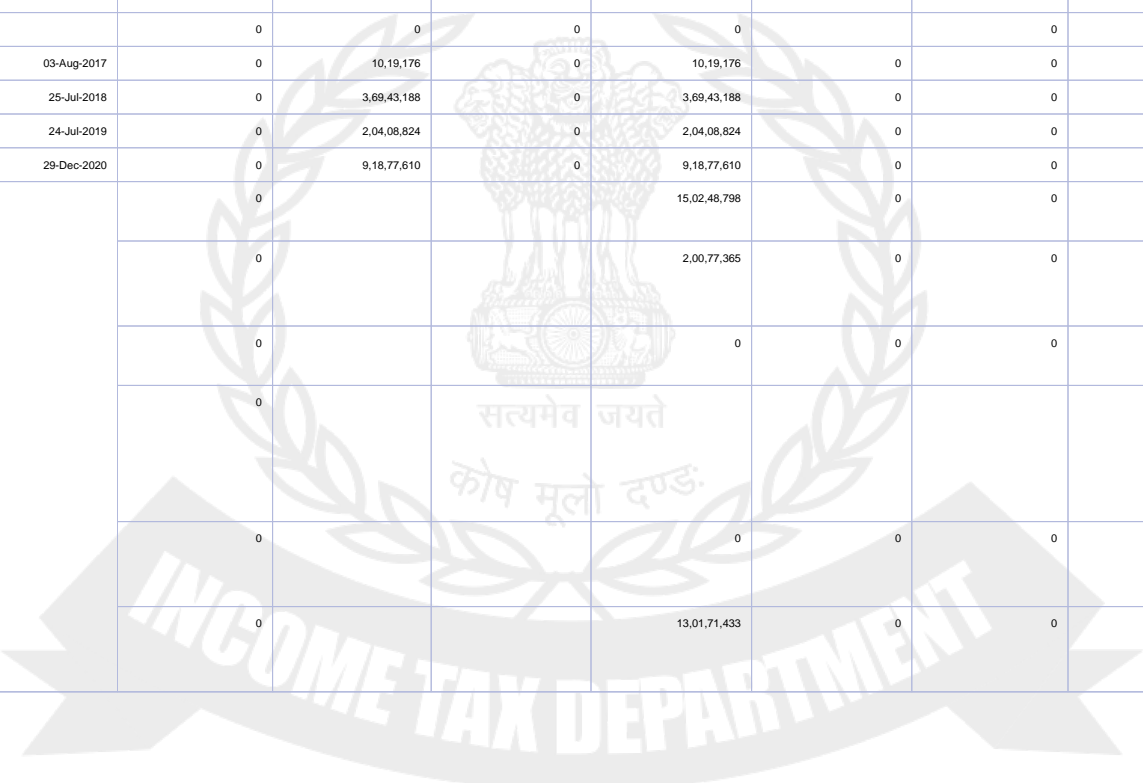 0 0 0 0 0
03-Aug-2017 0 10,19,176 0 10,19,176 0 0
25-Jul-2018 0 3,69,43,188 0 3,69,43,188 0 0
24-Jul-2019 0 2,04,08,824 0 2,04,08,824 0 0
29-Dec-2020 0 9,18,77,610 0 9,18,77,610 0 0
0 15,02,48,798 0 0
0 2,00,77,365 0 0
0 0 0 0
0
सत्यमेव जयते
कोष मूलो दण्डः
0 0 0 0
0 13,01,71,433 0 0
INCOME TAX DEPARTMENT